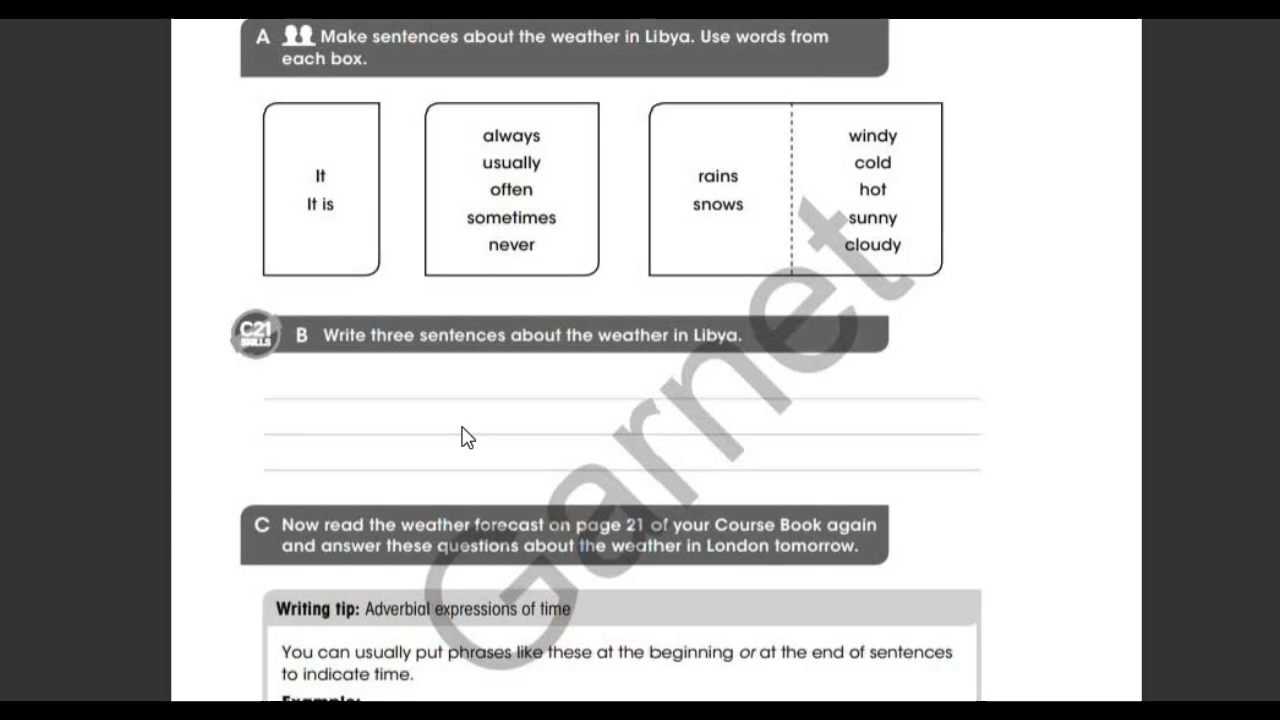 A Make sentences about the weather in Libya. Use words from
each box.
It
It is
always
usually
often
sometimes
never
rains
snows
windy
cold
hot
sunny
cloudy
C21
SKILLS
B Write three sentences about the weather in Libya.
C Now read the weather forecast on page 21 of your Course Book again
and answer these questions about the weather in London tomorrow.
Writing tip: Adverbial expressions of time
You can usually put phrases like these at the beginning or at the end of sentences
to indicate time.
Example:
Garnet